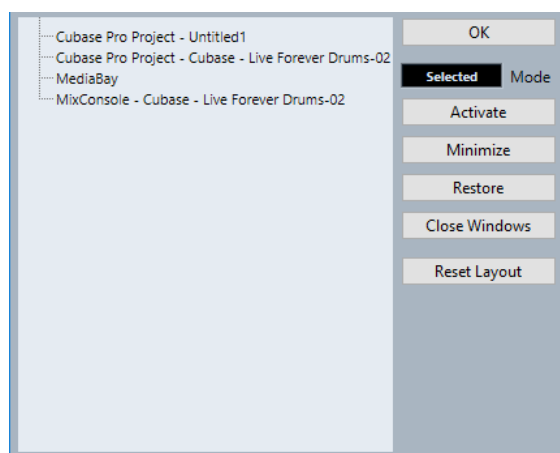 Cubase Pro Project - Untitled1
Cubase Pro Project - Cubase - Live Forever Drums-02
MediaBay
MixConsole - Cubase - Live Forever Drums-02
OK
Selected Mode
Activate
Minimize
Restore
Close Windows
Reset Layout